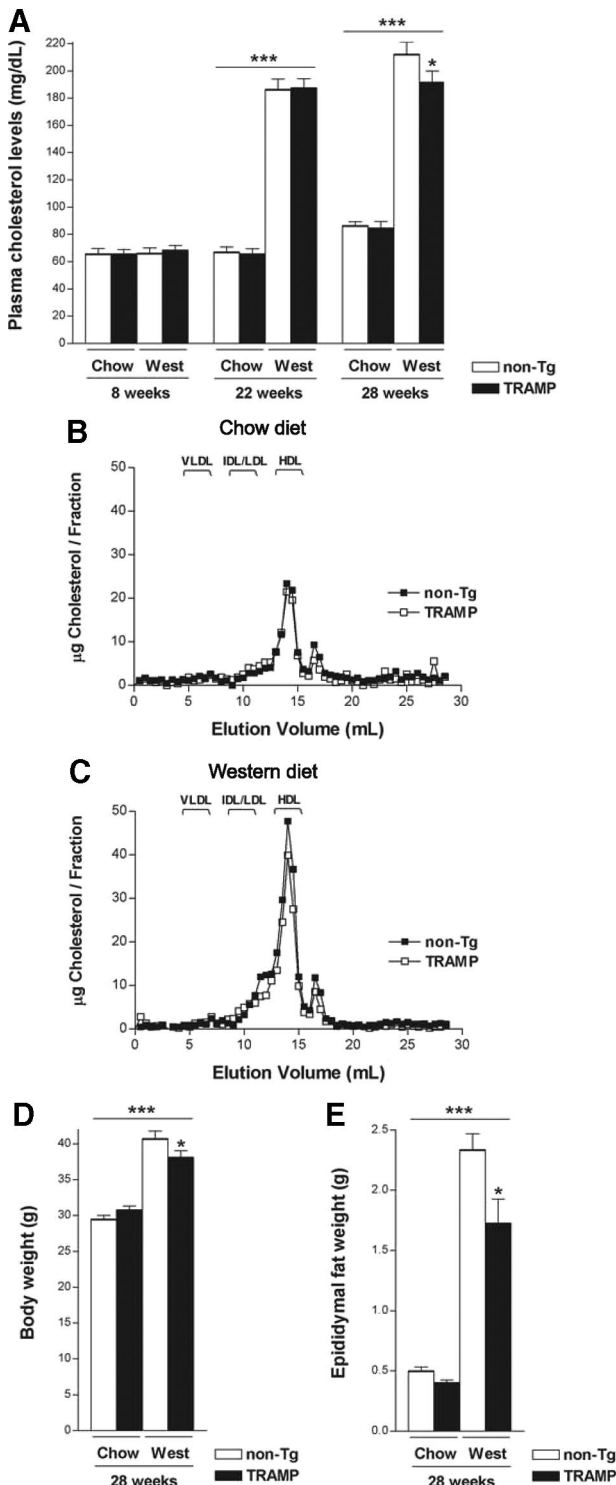 A
Plasma cholesterol levels (mg/dL)
220
200
180
160
140
120
100
80
60
40
20
0
***
***
*
Chow West Chow West Chow West
8 weeks 22 weeks 28 weeks
non-Tg
TRAMP
B
Chow diet
VLDL IDL/LDL HDL
µg Cholesterol / Fraction
50
40
30
20
10
0
non-Tg
TRAMP
0 5 10 15 20 25 30
Elution Volume (mL)
C
Western diet
VLDL IDL/LDL HDL
µg Cholesterol / Fraction
50
40
30
20
10
0
non-Tg
TRAMP
0 5 10 15 20 25 30
Elution Volume (mL)
D
Body weight (g)
***
*
40
35
30
25
20
15
10
5
0
Chow West
28 weeks
non-Tg
TRAMP
E
Epididymal fat weight (g)
***
*
2.5
2.0
1.5
1.0
0.5
0.0
Chow West
28 weeks
non-Tg
TRAMP